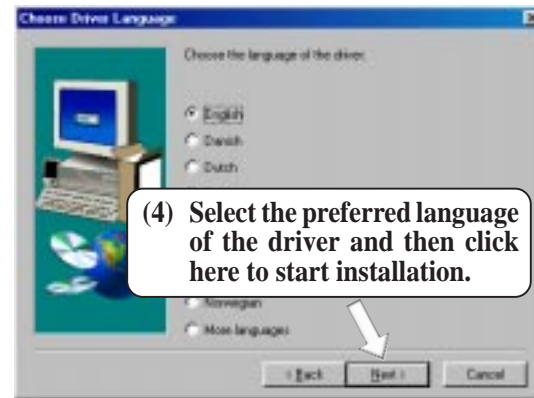 Choose Driver Language
Choose the language of the driver.
English
Danish
Dutch
(4) Select the preferred language
of the driver and then click
here to start installation.
Norwegian
More languages
< Back Next > Cancel